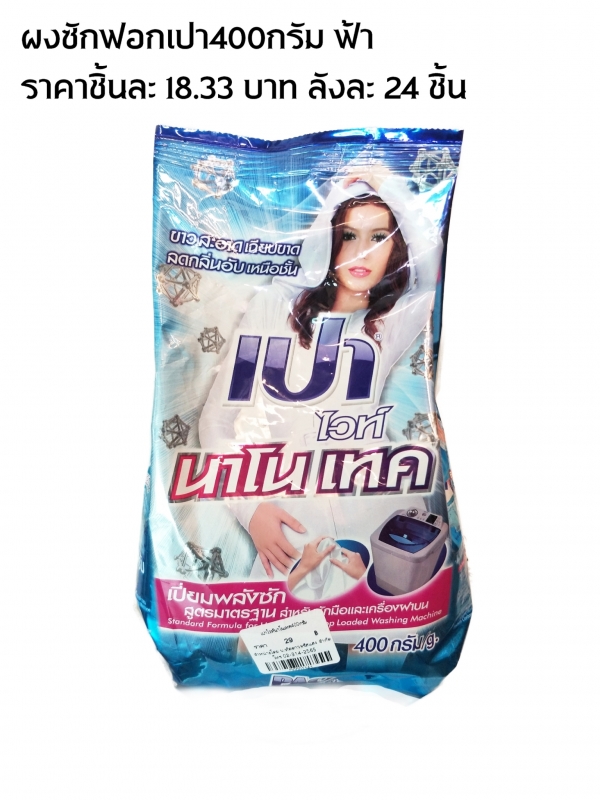 ผงซักฟอกเปา400กรัม ฟ้า
ราคาชิ้นละ 18.33 บาท ลังละ 24 ชิ้น
ขาว สะอาด เฉียบขาด
ลดกลิ่นอับ เหนือชั้น
เปา
ไวท์
นาโน เทค
เปี่ยมพลังซัก
สูตรมาตรฐาน สำหรับซักมือและเครื่องฝาบน
Standard Formula for Loaded Washing Machine
400 กรัม/g.
ราคา 29 ฿